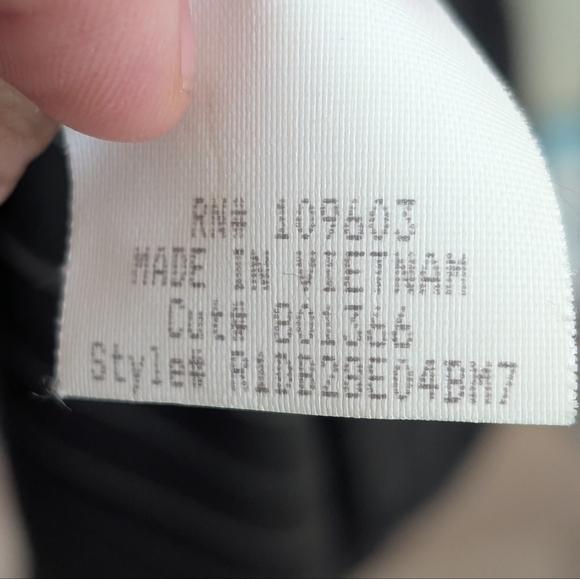 RN# 109603
MADE IN VIETNAM
Cut# 801366
Style# R1DB28E04BM7